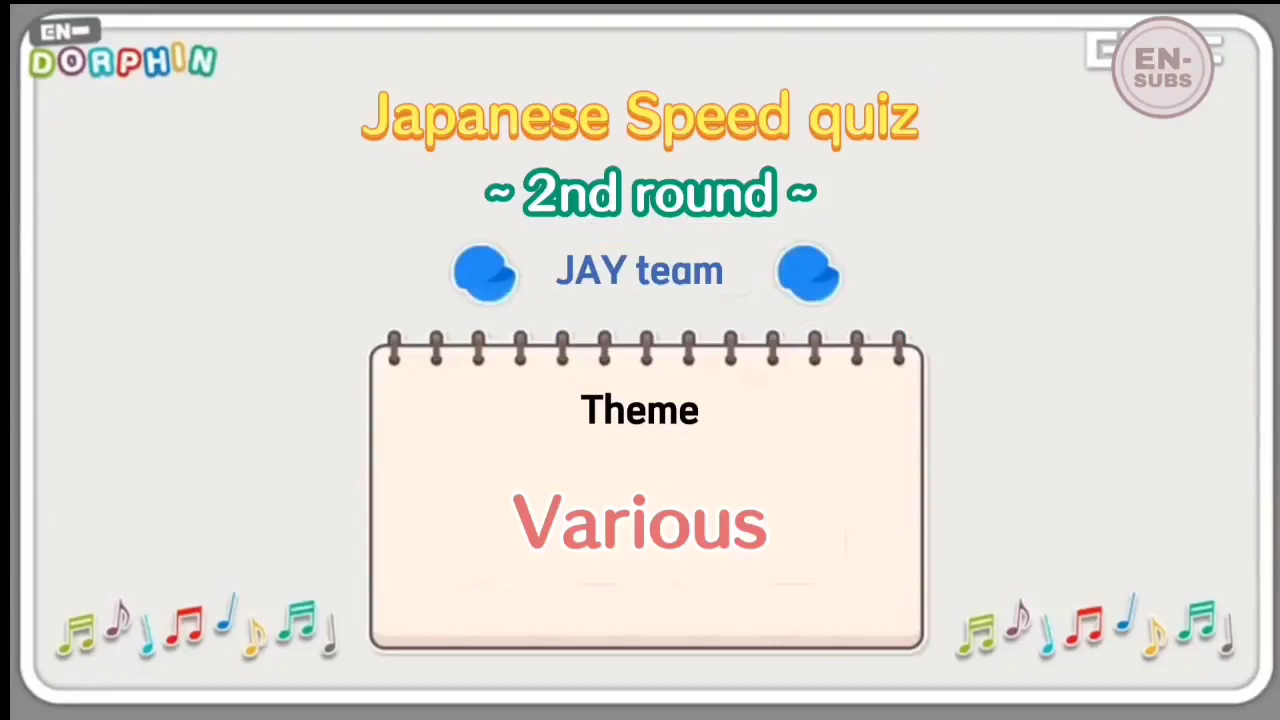 EN-
DORPHIN
EN-
SUBS
Japanese Speed quiz
~ 2nd round ~
JAY team
Theme
Various